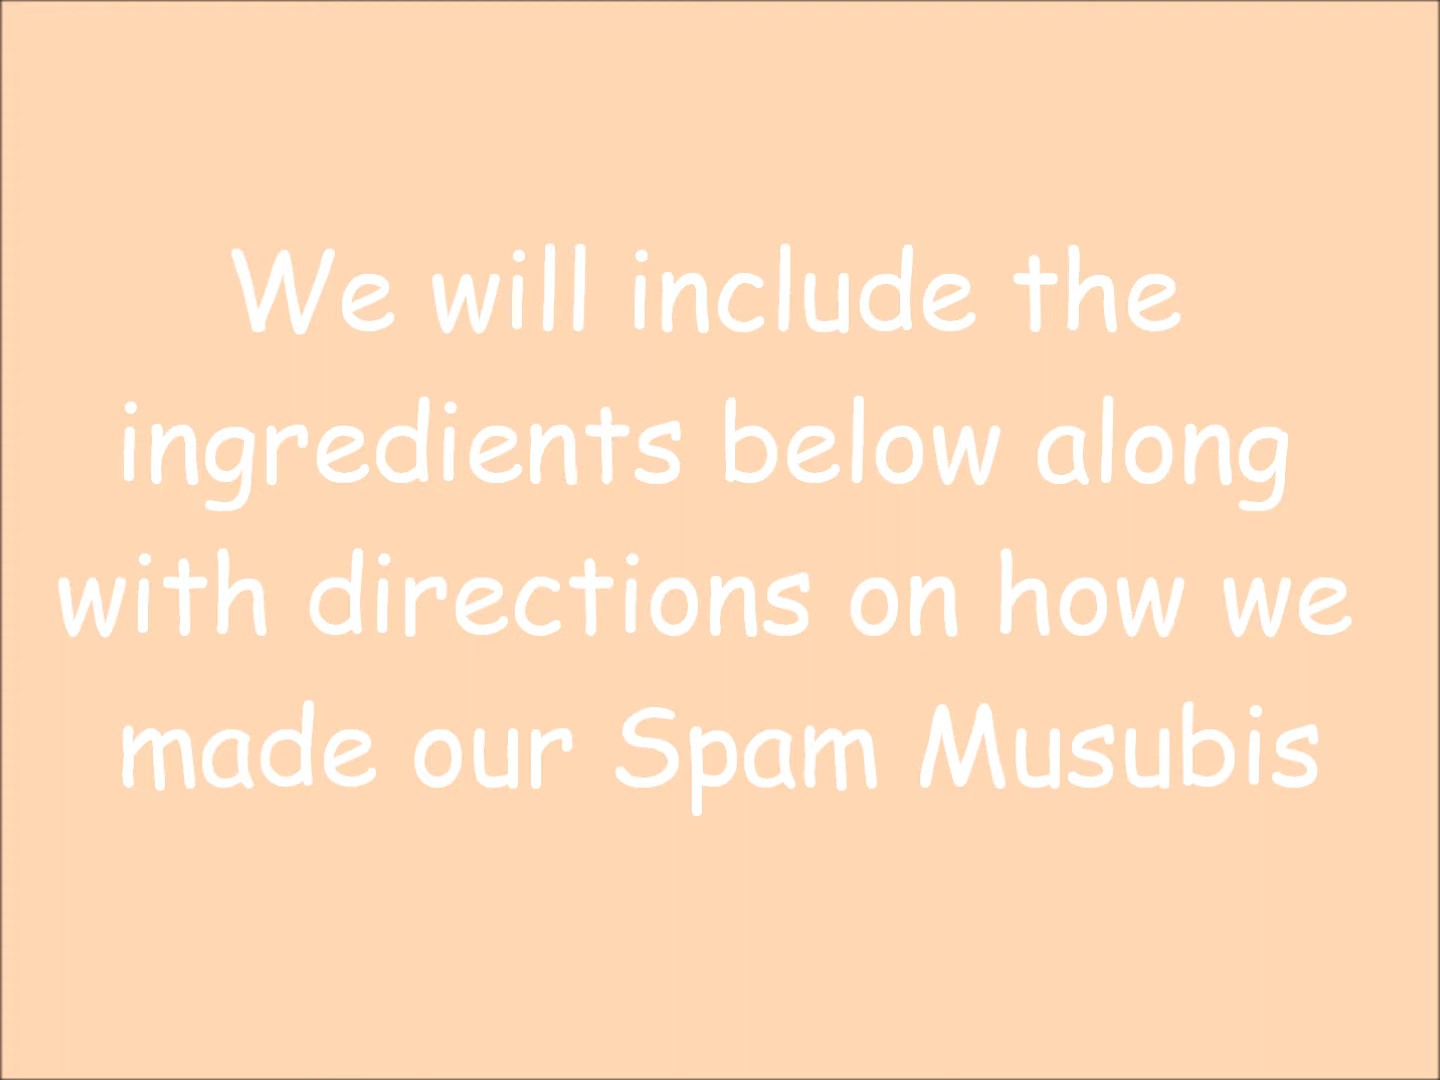 We will include the
ingredients below along
with directions on how we
made our Spam Musubis